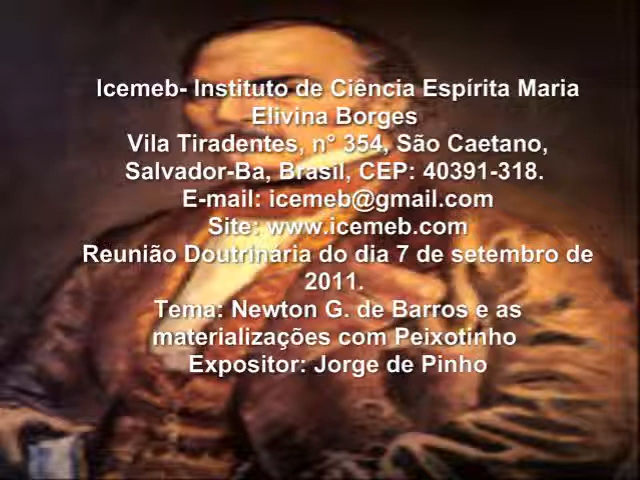 Icemeb- Instituto de Ciência Espírita Maria
Elivina Borges
Vila Tiradentes, n° 354, São Caetano,
Salvador-Ba, Brasil, CEP: 40391-318.
E-mail: icemeb@gmail.com
Site: www.icemeb.com
Reunião Doutrinária do dia 7 de setembro de
2011.
Tema: Newton G. de Barros e as
materializações com Peixotinho
Expositor: Jorge de Pinho